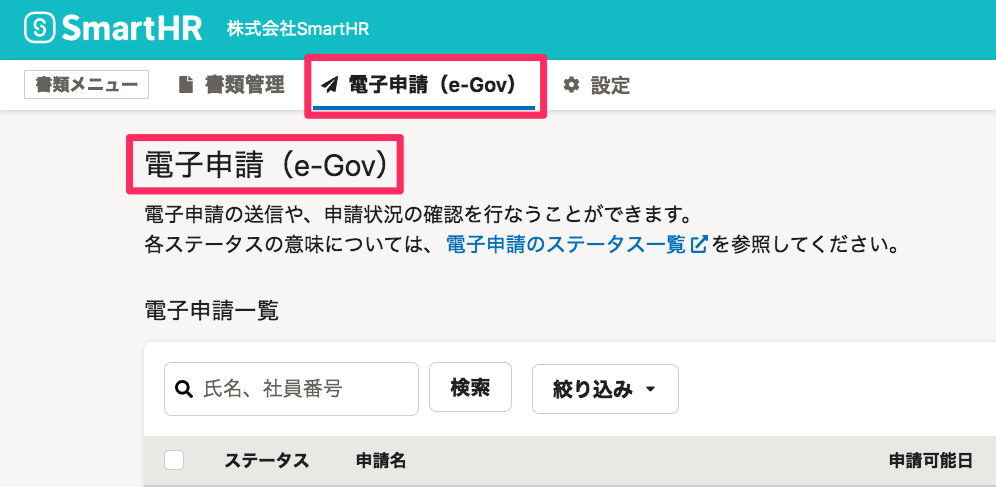 SmartHR 株式会社SmartHR
書類メニュー 書類管理 電子申請（e-Gov） 設定
電子申請（e-Gov）
電子申請の送信や、申請状況の確認を行なうことができます。
各ステータスの意味については、電子申請のステータス一覧を参照してください。
電子申請一覧
氏名、社員番号 検索 絞り込み
ステータス 申請名 申請可能日